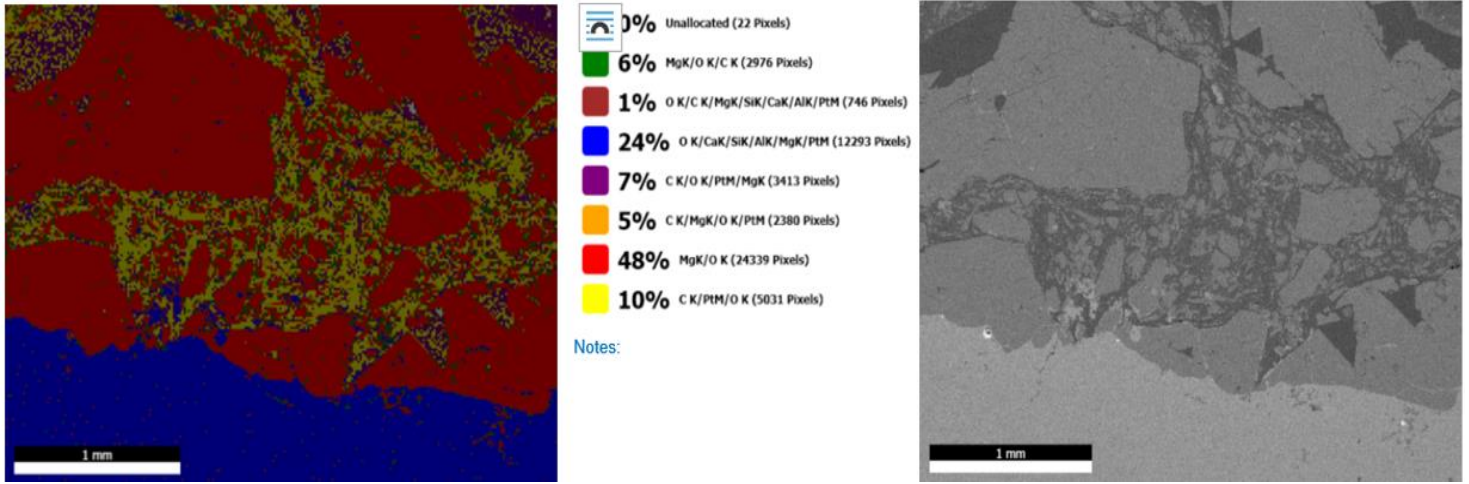 0% Unallocated (22 Pixels)
6% MgK/O K/C K (2976 Pixels)
1% O K/C K/MgK/SiK/CaK/AlK/PtM (746 Pixels)
24% O K/CaK/SiK/AlK/MgK/PtM (12293 Pixels)
7% C K/O K/PtM/MgK (3413 Pixels)
5% C K/MgK/O K/PtM (2380 Pixels)
48% MgK/O K (24339 Pixels)
10% C K/PtM/O K (5031 Pixels)
Notes:
1 mm
1 mm